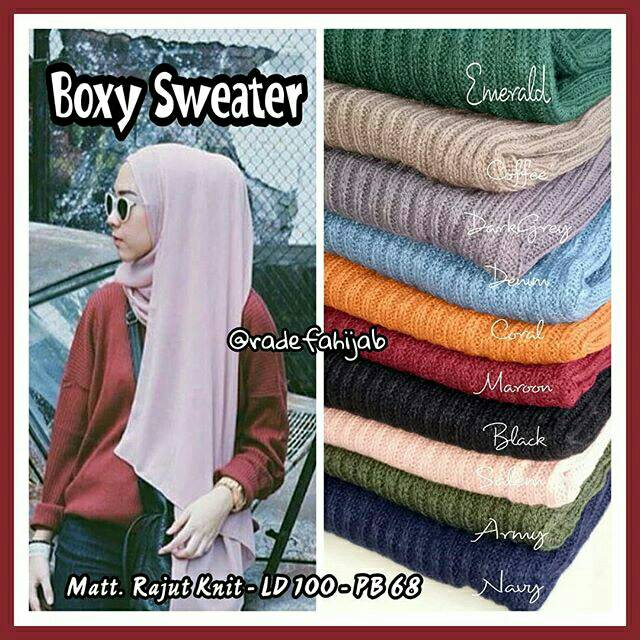 Boxy Sweater
@radefahijab
Emerald
Coffee
DarkGrey
Denim
Coral
Maroon
Black
Salem
Army
Navy
Matt. Rajut Knit - LD 100 - PB 68